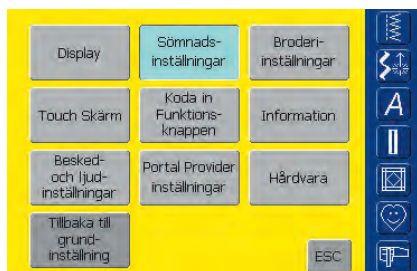 Display
Sömnads-
inställningar
Broderi-
inställningar
Touch Skärm
Koda in
Funktions-
knappen
Information
Besked-
och ljud-
inställningar
Portal Provider
inställningar
Hårdvara
Tillbaka till
grund-
inställning
ESC
A